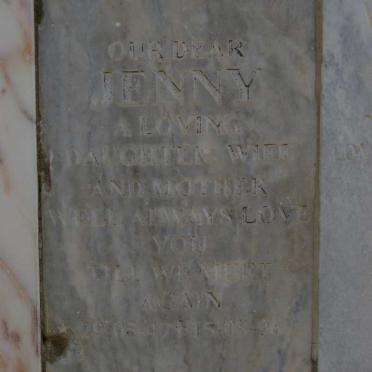 OUR DEAR
JENNY
A LOVING
DAUGHTER WIFE
AND MOTHER
WE'LL ALWAYS LOVE
YOU
TILL WE MEET
AGAIN